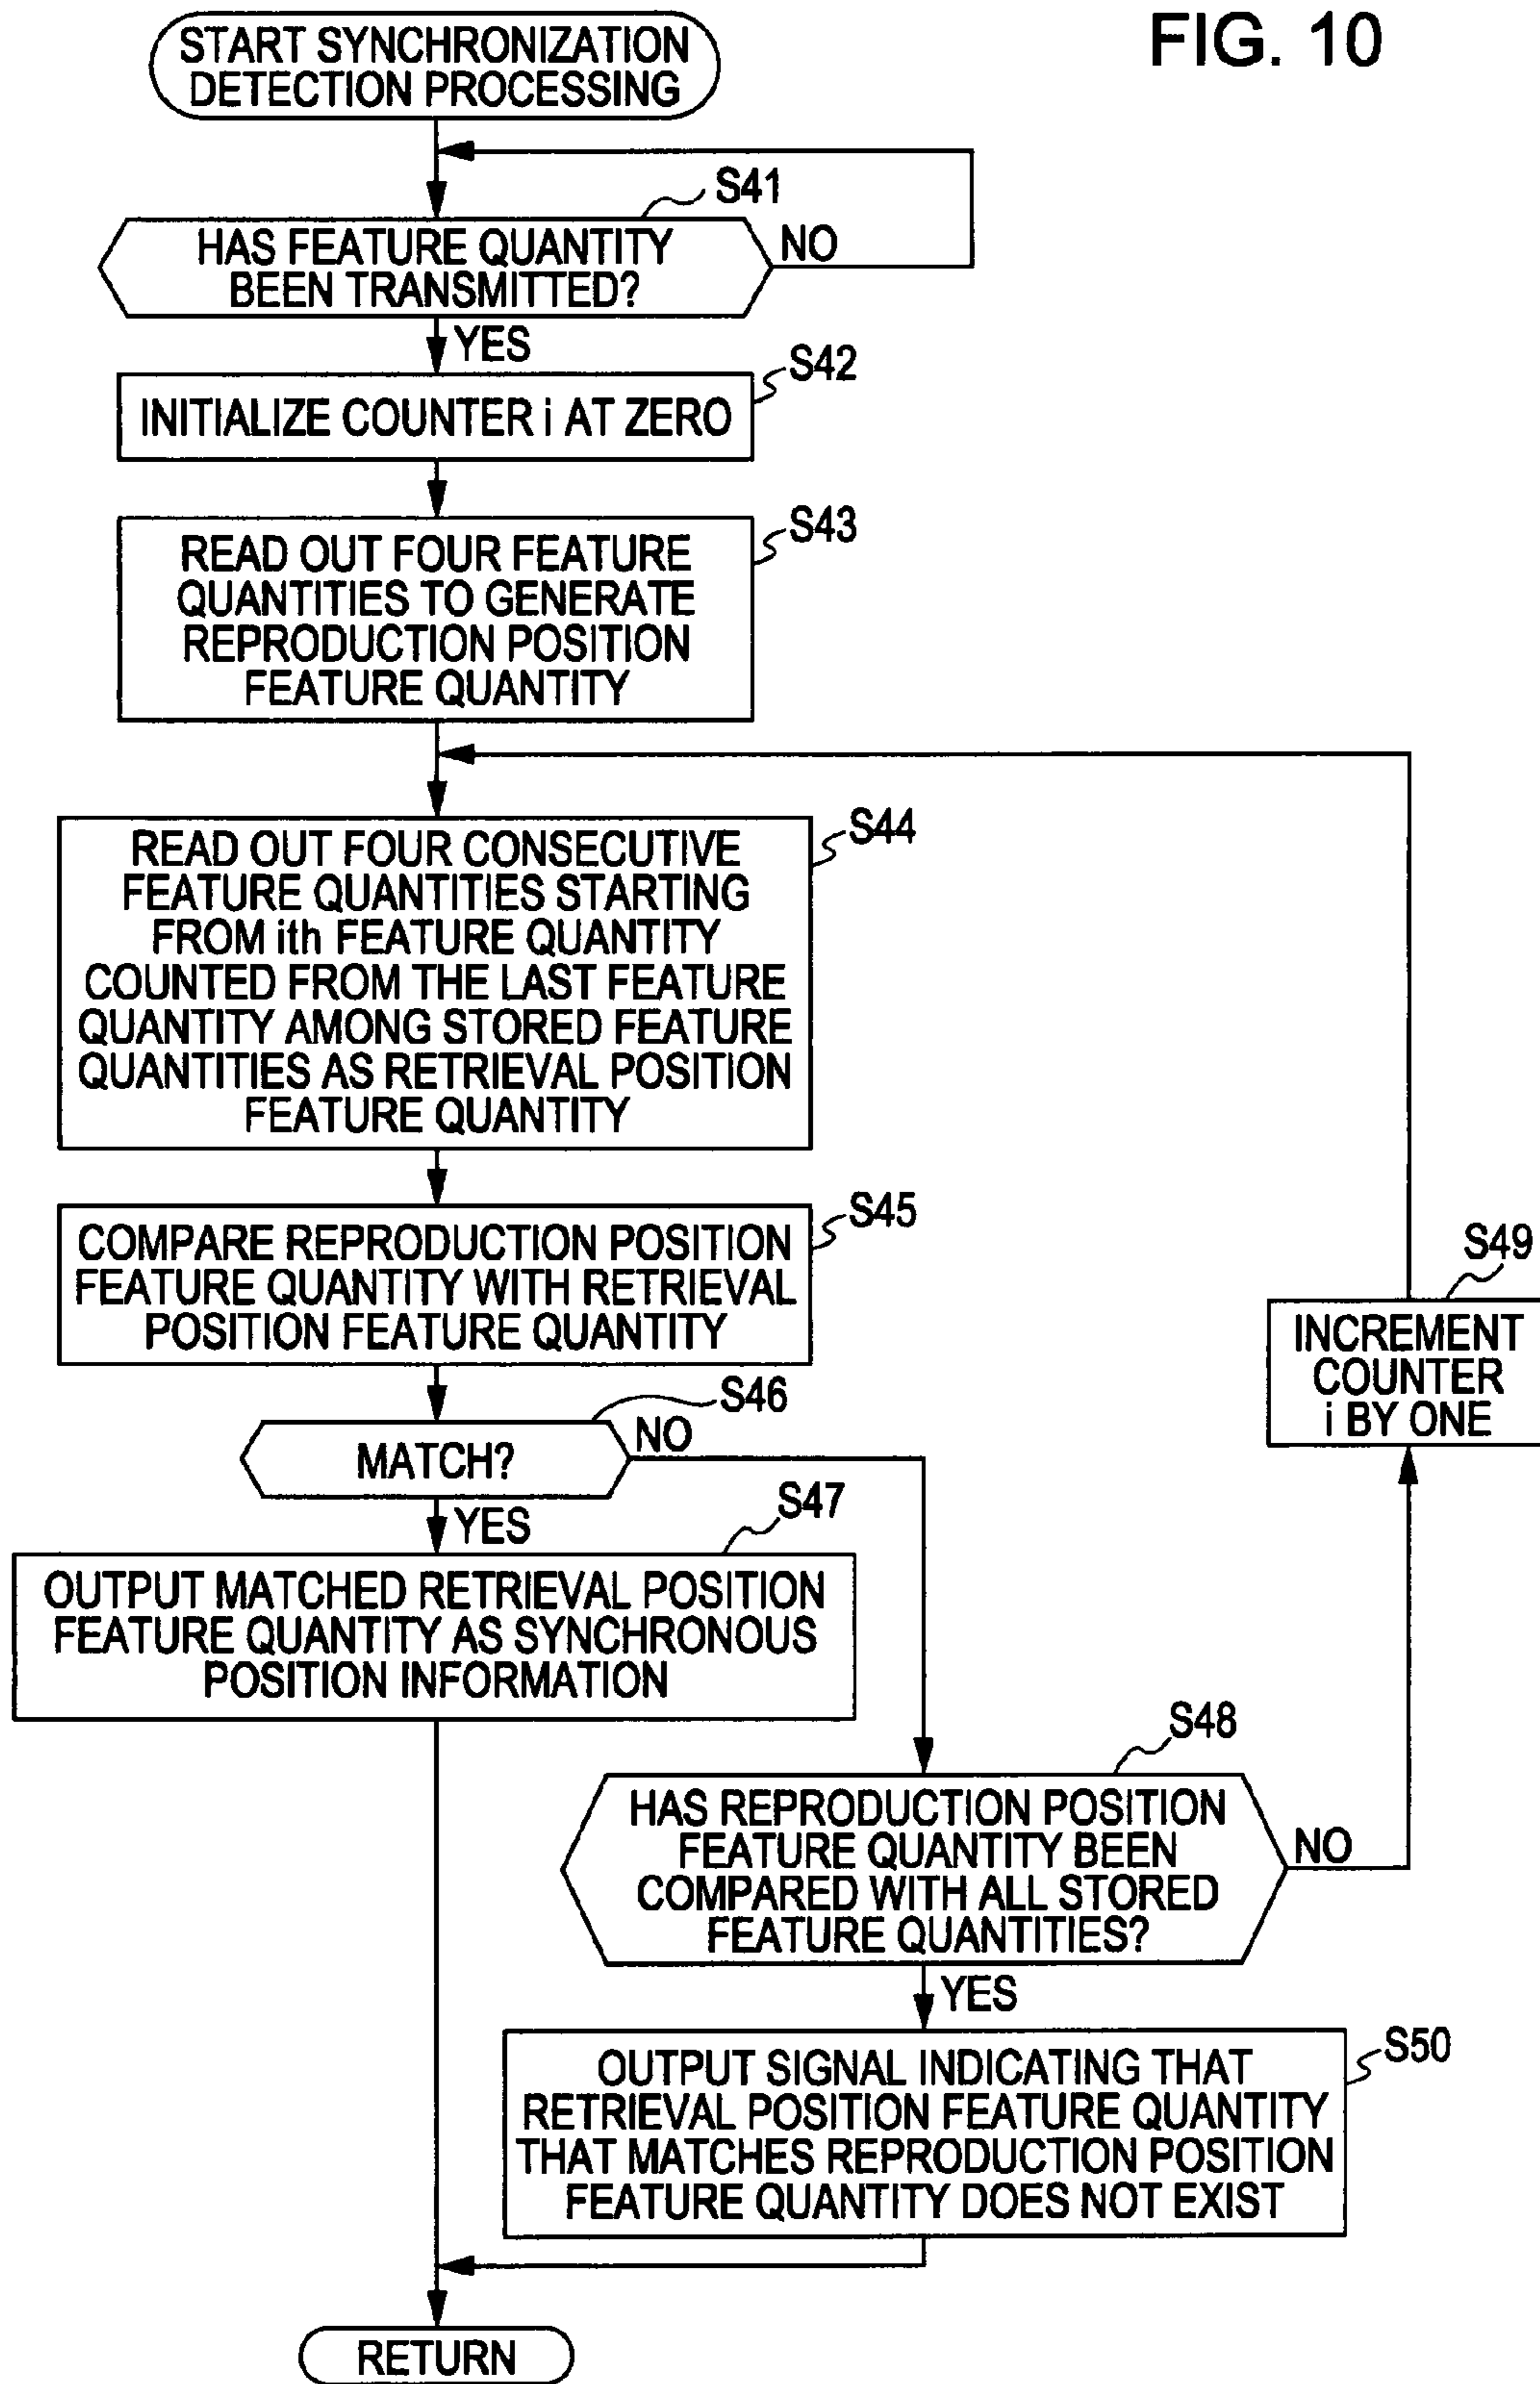 FIG. 10
START SYNCHRONIZATION
DETECTION PROCESSING
S41
HAS FEATURE QUANTITY
BEEN TRANSMITTED?
NO
YES
S42
INITIALIZE COUNTER i AT ZERO
S43
READ OUT FOUR FEATURE
QUANTITIES TO GENERATE
REPRODUCTION POSITION
FEATURE QUANTITY
S44
READ OUT FOUR CONSECUTIVE
FEATURE QUANTITIES STARTING
FROM ith FEATURE QUANTITY
COUNTED FROM THE LAST FEATURE
QUANTITY AMONG STORED FEATURE
QUANTITIES AS RETRIEVAL POSITION
FEATURE QUANTITY
S45
COMPARE REPRODUCTION POSITION
FEATURE QUANTITY WITH RETRIEVAL
POSITION FEATURE QUANTITY
S49
INCREMENT
COUNTER
i BY ONE
S46
MATCH?
NO
YES
S47
OUTPUT MATCHED RETRIEVAL POSITION
FEATURE QUANTITY AS SYNCHRONOUS
POSITION INFORMATION
S48
HAS REPRODUCTION POSITION
FEATURE QUANTITY BEEN
COMPARED WITH ALL STORED
FEATURE QUANTITIES?
NO
YES
S50
OUTPUT SIGNAL INDICATING THAT
RETRIEVAL POSITION FEATURE QUANTITY
THAT MATCHES REPRODUCTION POSITION
FEATURE QUANTITY DOES NOT EXIST
RETURN